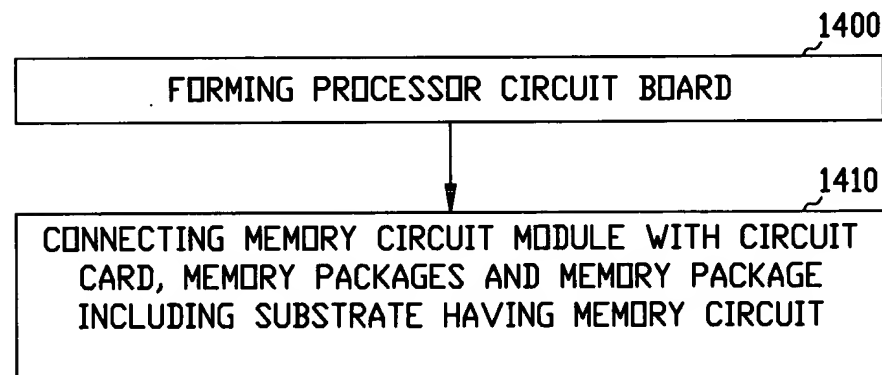 1400
FORMING PROCESSOR CIRCUIT BOARD
1410
CONNECTING MEMORY CIRCUIT MODULE WITH CIRCUIT
CARD, MEMORY PACKAGES AND MEMORY PACKAGE
INCLUDING SUBSTRATE HAVING MEMORY CIRCUIT